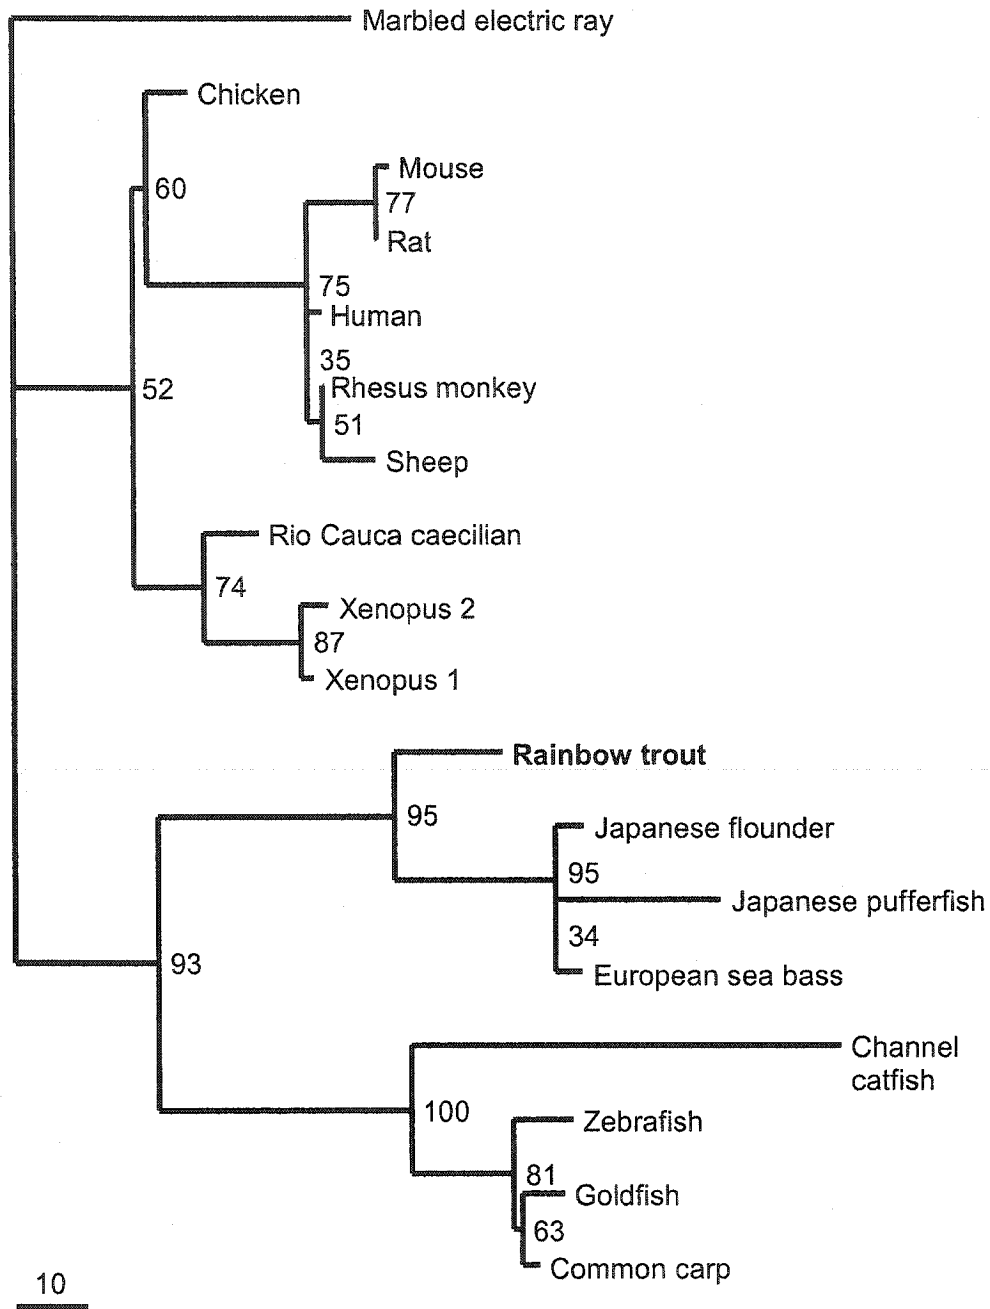 Marbled electric ray
Chicken
60
Mouse
77
Rat
75
Human
35
Rhesus monkey
52
51
Sheep
Rio Cauca caecilian
74
Xenopus 2
87
Xenopus 1
Rainbow trout
95
Japanese flounder
95
Japanese pufferfish
34
93
European sea bass
Channel
catfish
100
Zebrafish
81
Goldfish
63
Common carp
10